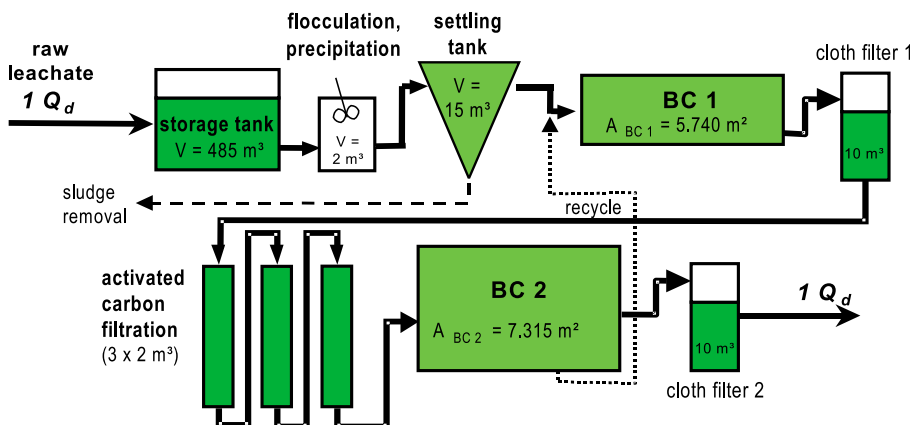 raw
leachate
1 Q d
storage tank
V = 485 m³
flocculation,
precipitation
V =
2 m³
settling
tank
V =
15 m³
BC 1
A BC 1 = 5.740 m²
cloth filter 1
10 m³
sludge
removal
recycle
activated
carbon
filtration
(3 x 2 m³)
BC 2
A BC 2 = 7.315 m²
10 m³
cloth filter 2
1 Q d